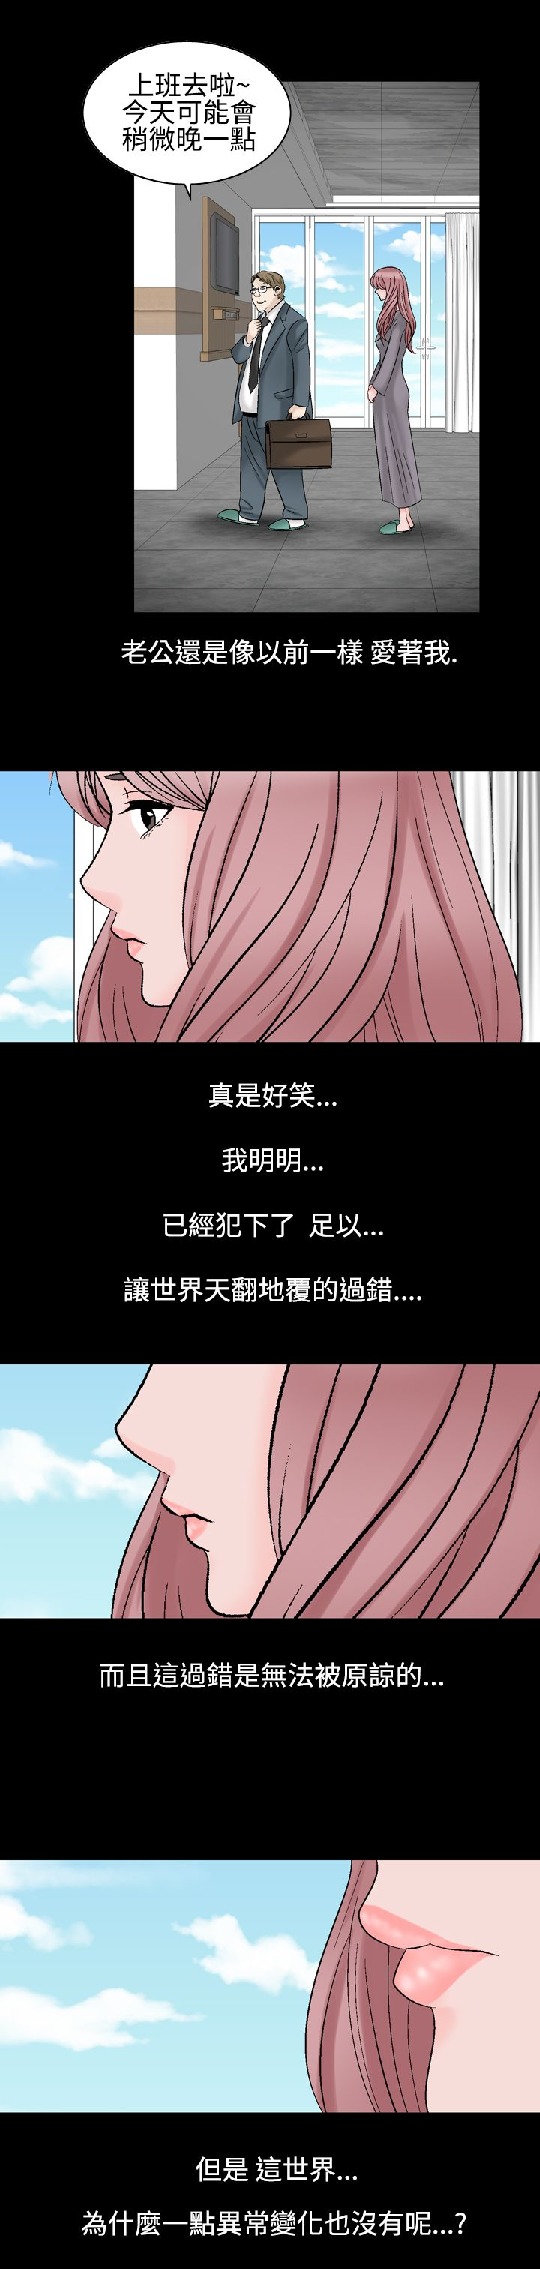 上班去啦~
今天可能會
稍微晚一點
老公還是像以前一樣 愛著我.
真是好笑...
我明明...
已經犯下了 足以...
讓世界天翻地覆的過錯....
而且這過錯是無法被原諒的...
但是 這世界...
為什麼一點異常變化也沒有呢...?